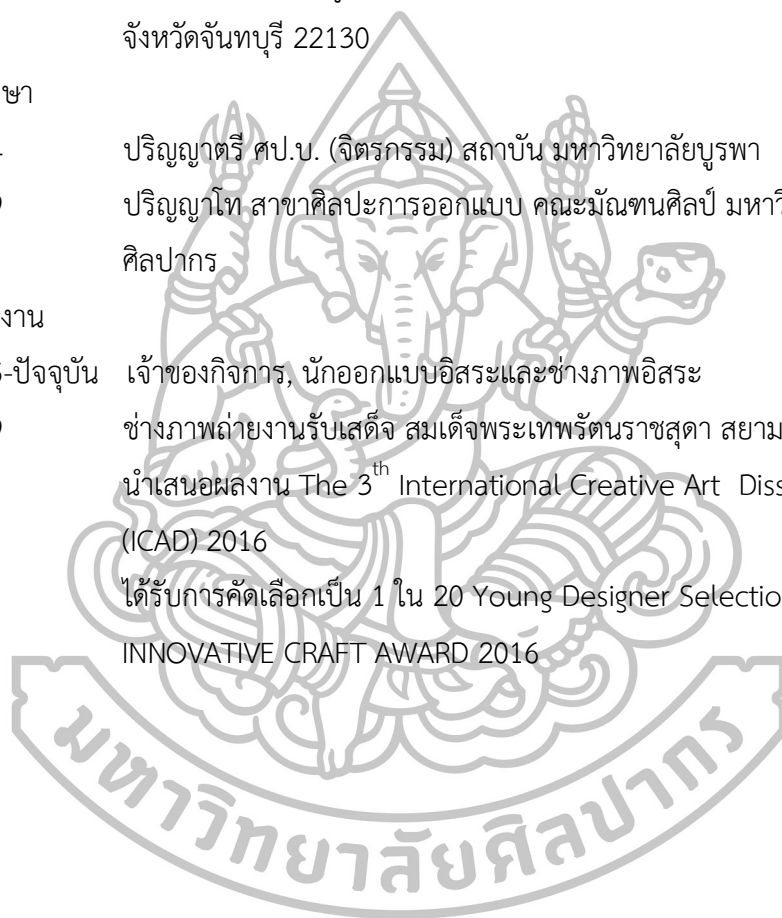 จังหวัดจันทบุรี 22130
ปริญญาตรี ศป.บ. (จิตรกรรม) สถาบัน มหาวิทยาลัยบูรพา
ปริญญาโท สาขาศิลปะการออกแบบ คณะมัณฑนศิลป์
ศิลปากร
งาน
-ปัจจุบัน เจ้าของกิจการ, นักออกแบบอิสระและช่างภาพอิสระ
ช่างภาพถ่ายงานรับเสด็จ สมเด็จพระเทพรัตนราชสุดา สยาม
นำเสนอผลงาน The 3th International Creative Art Diss
(ICAD) 2016
ได้รับการคัดเลือกเป็น 1 ใน 20 Young Designer Selectio
INNOVATIVE CRAFT AWARD 2016
มหาวิทยาลัยศิลปากร